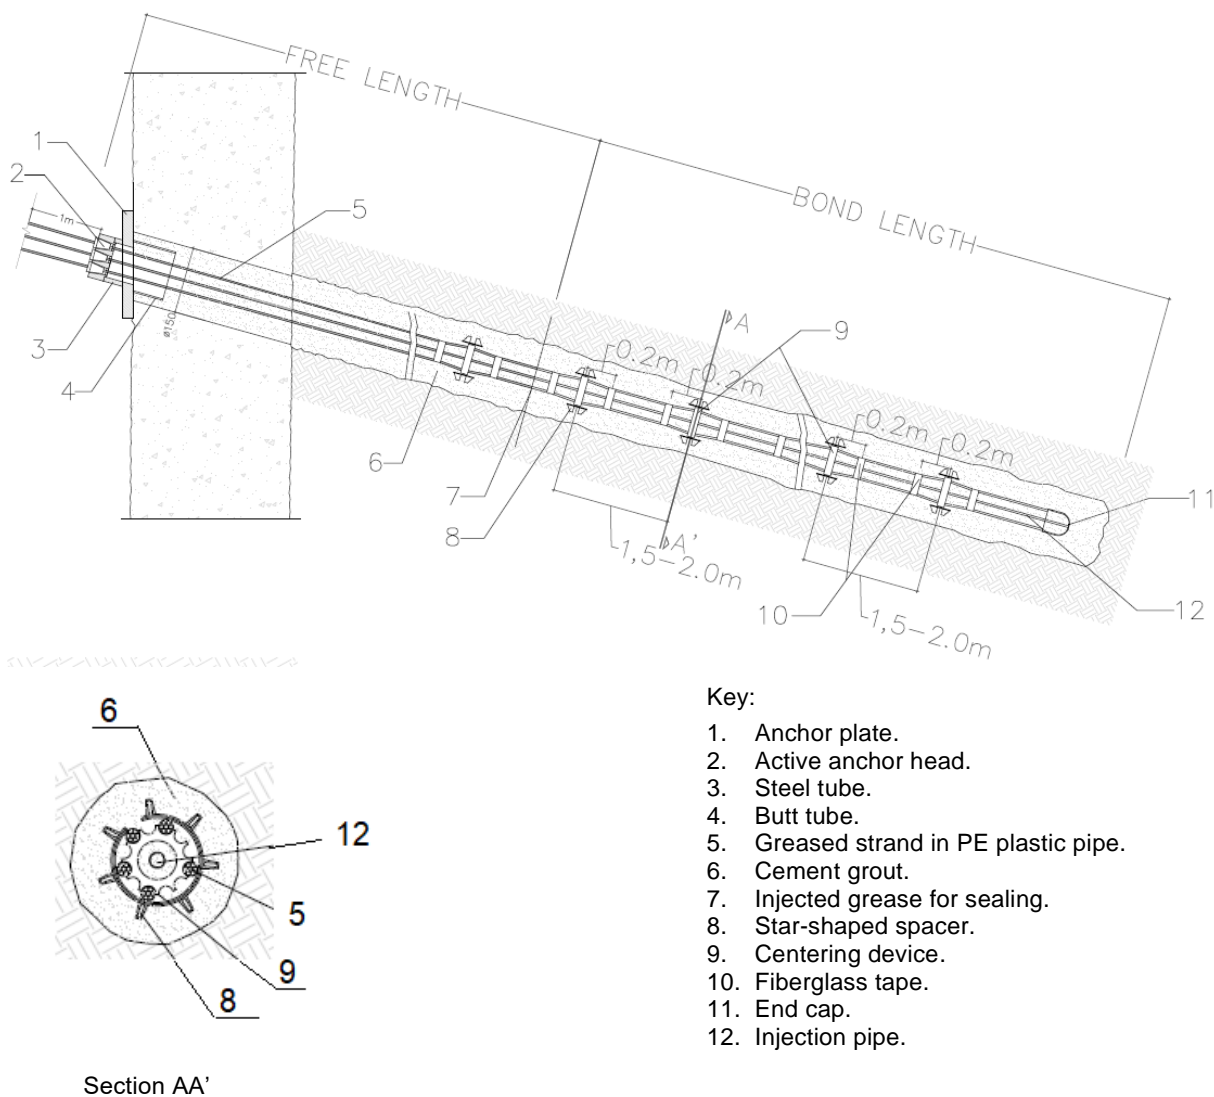 FREE LENGTH
BOND LENGTH
1
2
1m
3
4
ø150
5
6
7
8
0.2m
0.2m
A
9
0.2m
0.2m
A'
1,5-2.0m
10
1,5-2.0m
11
12
6
12
5
9
8
Section AA'
Key:
1. Anchor plate.
2. Active anchor head.
3. Steel tube.
4. Butt tube.
5. Greased strand in PE plastic pipe.
6. Cement grout.
7. Injected grease for sealing.
8. Star-shaped spacer.
9. Centering device.
10. Fiberglass tape.
11. End cap.
12. Injection pipe.